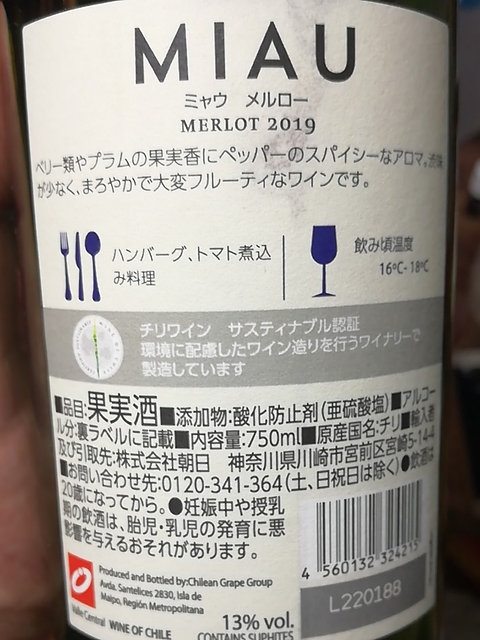 MIAU
ミャウ メルロー
MERLOT 2019
ベリー類やプラムの果実香にペッパーのスパイシーなアロマ。渋味
が少なく、まろやかで大変フルーティなワインです。
ハンバーグ、トマト煮込
み料理
飲み頃温度
16ºC- 18ºC
チリワイン サスティナブル認証
環境に配慮したワイン造りを行うワイナリーで
製造しています
■品目:果実酒■添加物:酸化防止剤(亜硫酸塩)■アルコー
ル分:裏ラベルに記載■内容量:750ml■原産国名:チリ■輸入者
及び引取先:株式会社朝日 神奈川県川崎市宮前区宮崎5-14-4
■お問い合わせ先:0120-341-364(土、日祝日は除く)●飲酒は
20歳になってから。●妊娠中や授乳
期の飲酒は、胎児・乳児の発育に悪
影響を与えるおそれがあります。
4 560132 324215
L220188
Produced and Bottled by:Chilean Grape Group
Avda. Santelices 2830, Isla de
Maipo, Región Metropolitana
Valle Central WINE OF CHILE
13% vol.
CONTAINS SULPHITES